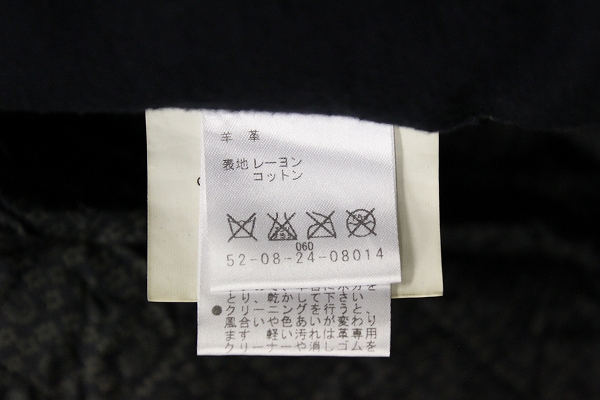 羊 革
表地 レーヨン
コットン
060
52-08-24-08014
とり、乾かして下さい
●クリーニングを行うと、
風合いや色あいが変わり
ます 軽い汚れは革専用
クリーナーや消しゴムを